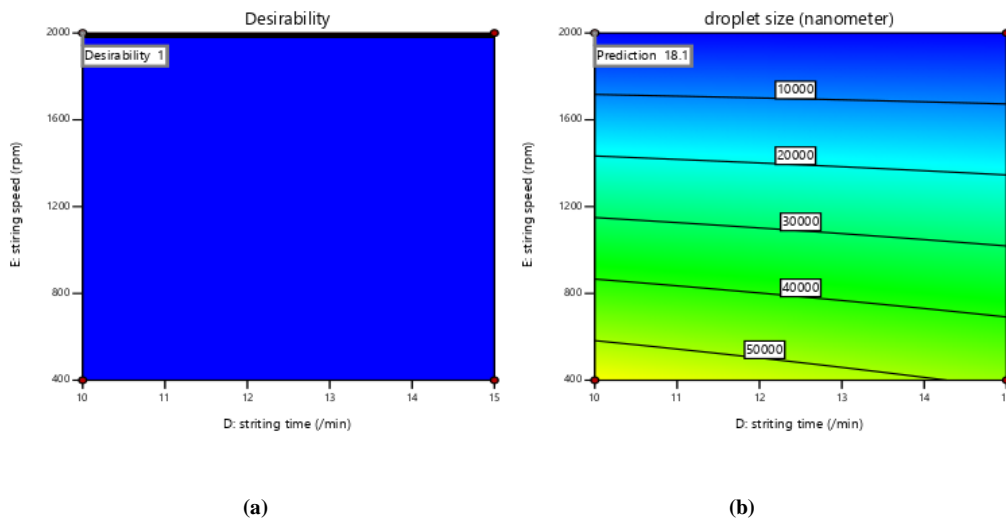 Desirability
2000
Desirability 1
1600
1200
800
400
10
11
12
13
14
15
E: stiring speed (rpm)
D: striting time (/min)
(a)
droplet size (nanometer)
2000
Prediction 18.1
10000
1600
20000
1200
30000
800
40000
50000
400
10
11
12
13
14
E: stiring speed (rpm)
D: striting time (/min)
(b)